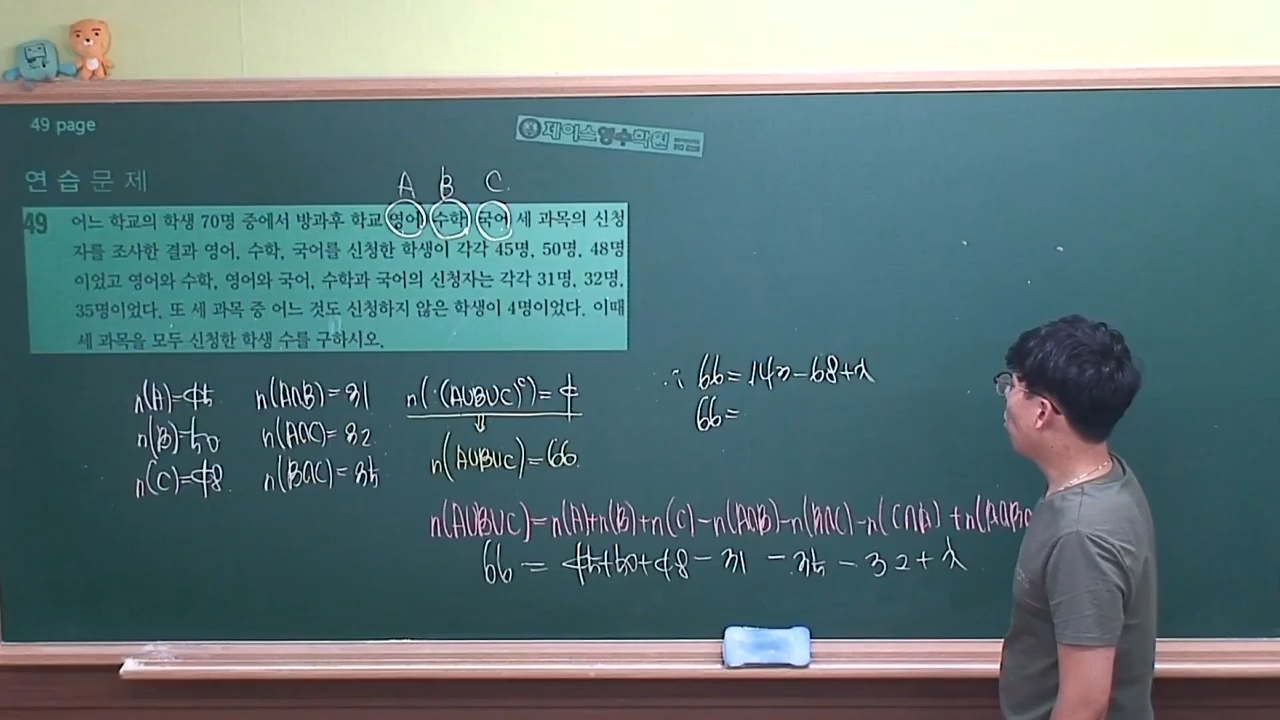 49 page
제이스영수학원
연습문제
A B C
49 어느 학교의 학생 70명 중에서 방과후 학교 영어, 수학, 국어 세 과목의 신청
자를 조사한 결과 영어, 수학, 국어를 신청한 학생이 각각 45명, 50명, 48명
이었고 영어와 수학, 영어와 국어, 수학과 국어의 신청자는 각각 31명, 32명,
35명이었다. 또 세 과목 중 어느 것도 신청하지 않은 학생이 4명이었다. 이때
세 과목을 모두 신청한 학생 수를 구하시오.
n(A)=45 n(A∩B)=31 n((A∪B∪C)ᶜ)=4
n(B)=50 n(A∩C)=32
n(C)=48 n(B∩C)=35 n(A∪B∪C)=66
∴ 66=143-68+x
66=
n(A∪B∪C)=n(A)+n(B)+n(C)-n(A∩B)-n(B∩C)-n(C∩A)+n(A∩B∩
66 = 45+50+48-31-35-32+x